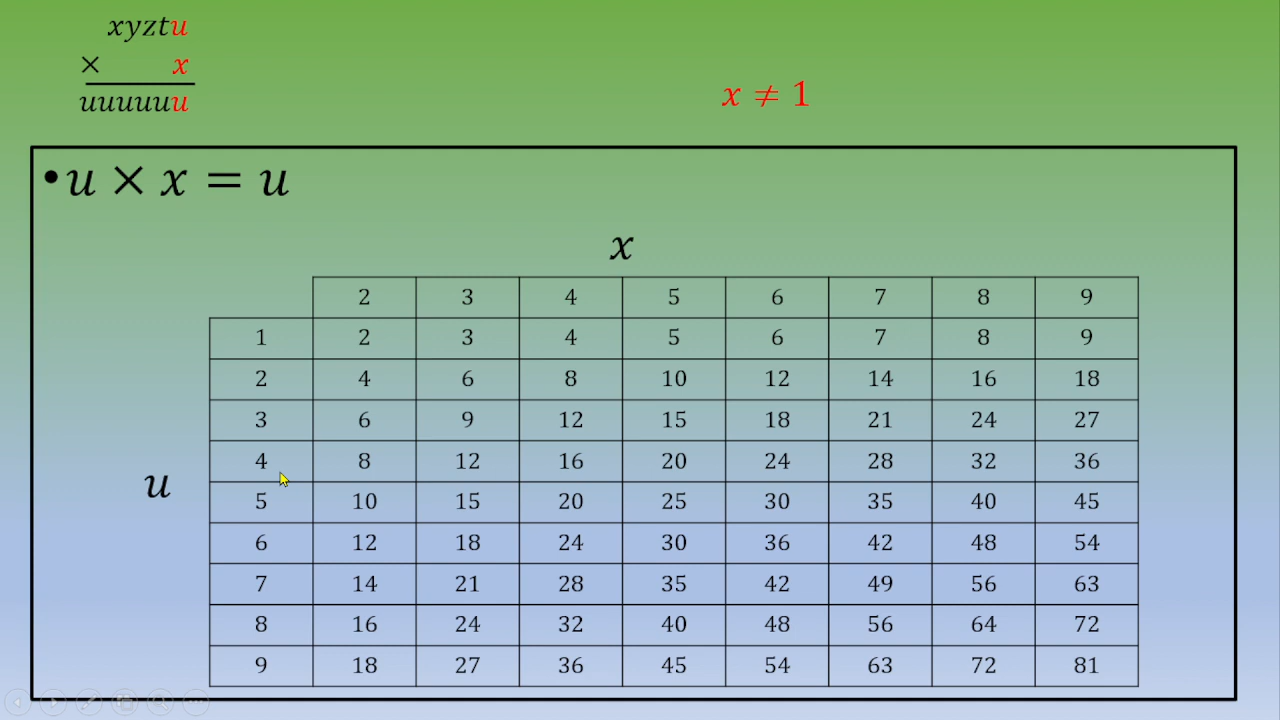 xyztu
× x
uuuuuu
x ≠ 1
•u × x = u
x
2 3 4 5 6 7 8 9
1 2 3 4 5 6 7 8 9
2 4 6 8 10 12 14 16 18
3 6 9 12 15 18 21 24 27
4 8 12 16 20 24 28 32 36
u
5 10 15 20 25 30 35 40 45
6 12 18 24 30 36 42 48 54
7 14 21 28 35 42 49 56 63
8 16 24 32 40 48 56 64 72
9 18 27 36 45 54 63 72 81